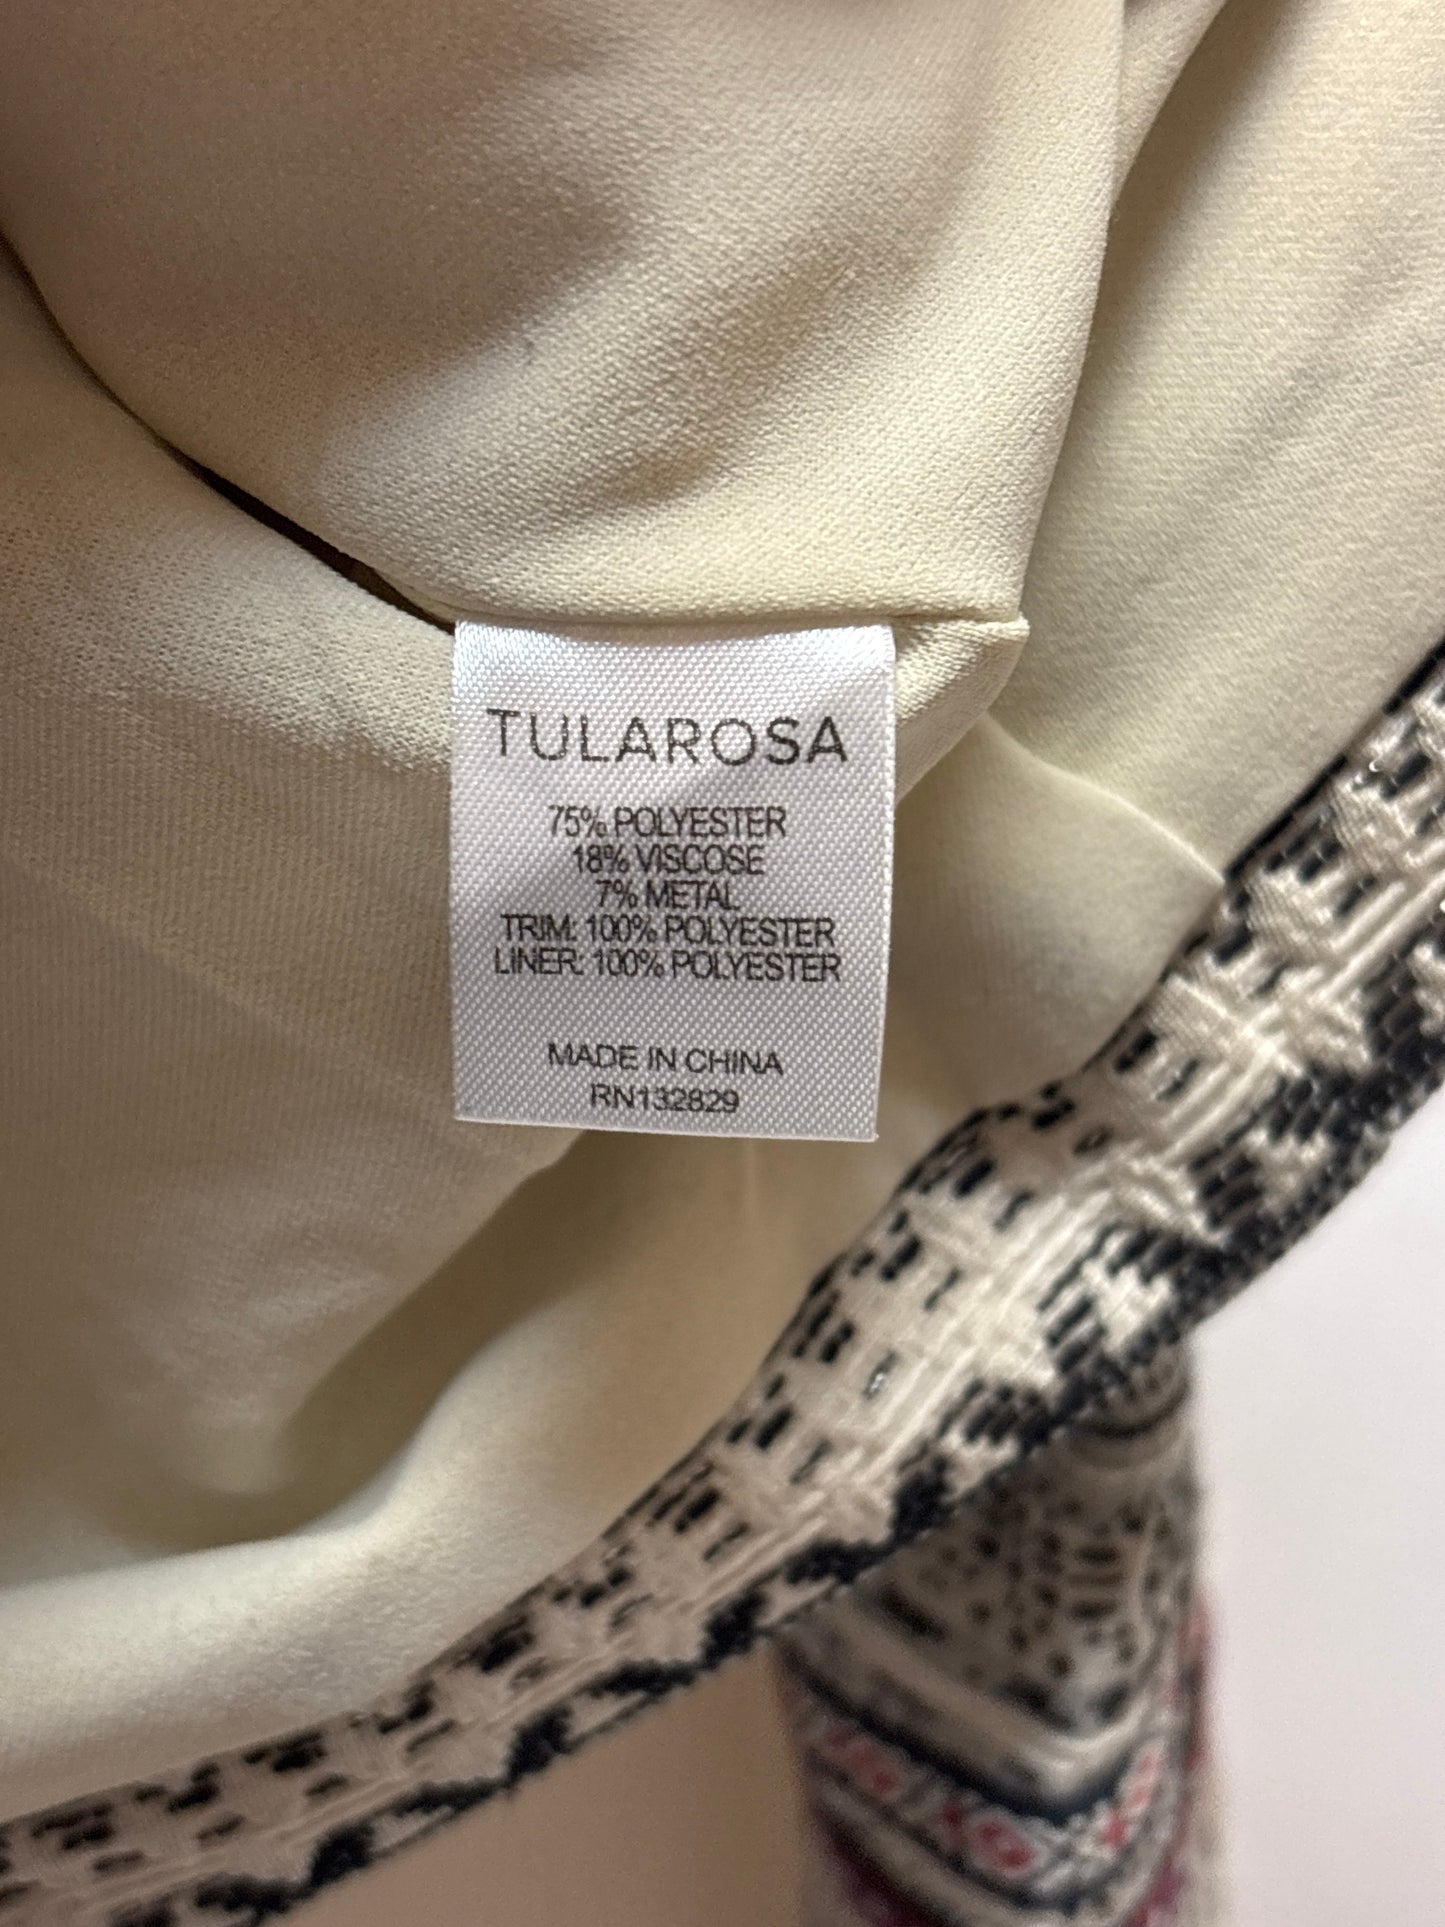 TULAROSA
75% POLYESTER
18% VISCOSE
7% METAL
TRIM: 100% POLYESTER
LINER: 100% POLYESTER
MADE IN CHINA
RN132829